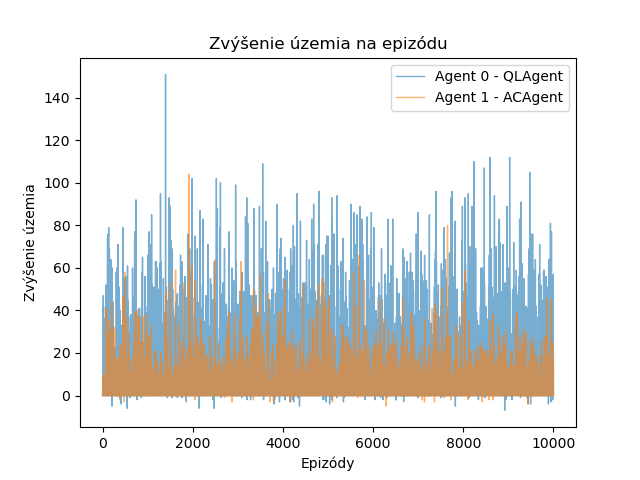 Zvýšenie územia na epizódu
Agent 0 - QLAgent
Agent 1 - ACAgent
Zvýšenie územia
140
120
100
80
60
40
20
0
0 2000 4000 6000 8000 10000
Epizódy